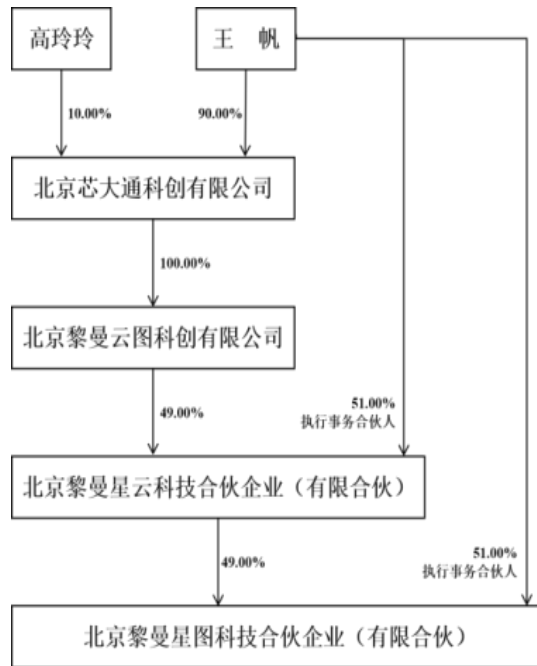 高玲玲
王 帆
10.00%
90.00%
北京芯大通科创有限公司
100.00%
北京黎曼云图科创有限公司
49.00%
51.00%
执行事务合伙人
北京黎曼星云科技合伙企业（有限合伙）
49.00%
51.00%
执行事务合伙人
北京黎曼星图科技合伙企业（有限合伙）